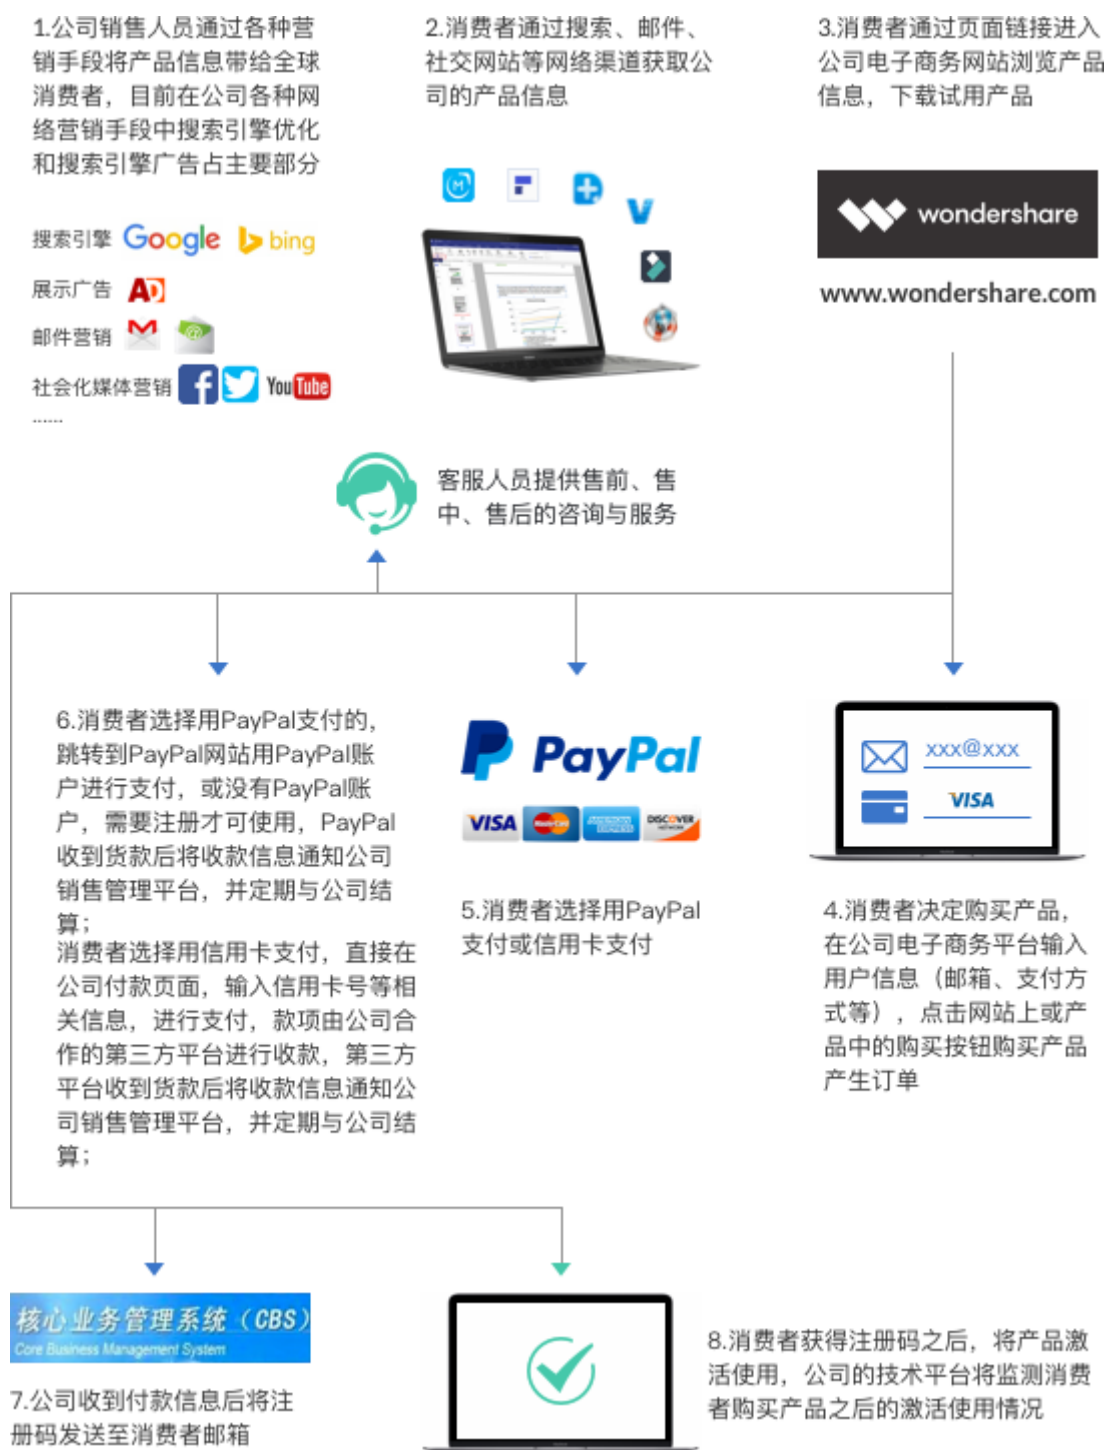 1.公司销售人员通过各种营
销手段将产品信息带给全球
消费者，目前在公司各种网
络营销手段中搜索引擎优化
和搜索引擎广告占主要部分
2.消费者通过搜索、邮件、
社交网站等网络渠道获取公
司的产品信息
3.消费者通过页面链接进入
公司电子商务网站浏览产品
信息，下载试用产品
搜索引擎 Google bing
展示广告 AD
邮件营销
社会化媒体营销 YouTube
......
wondershare
www.wondershare.com
客服人员提供售前、售
中、售后的咨询与服务
6.消费者选择用PayPal支付的，
跳转到PayPal网站用PayPal账
户进行支付，或没有PayPal账
户，需要注册才可使用，PayPal
收到货款后将收款信息通知公司
销售管理平台，并定期与公司结
算；
消费者选择用信用卡支付，直接在
公司付款页面，输入信用卡号等相
关信息，进行支付，款项由公司合
作的第三方平台进行收款，第三方
平台收到货款后将收款信息通知公
司销售管理平台，并定期与公司结
算；
PayPal
VISA MasterCard AMERICAN EXPRESS DISCOVER NETWORK
5.消费者选择用PayPal
支付或信用卡支付
xxx@xxx
VISA
4.消费者决定购买产品，
在公司电子商务平台输入
用户信息（邮箱、支付方
式等），点击网站上或产
品中的购买按钮购买产品
产生订单
核心业务管理系统（CBS）
Core Business Management System
7.公司收到付款信息后将注
册码发送至消费者邮箱
8.消费者获得注册码之后，将产品激
活使用，公司的技术平台将监测消费
者购买产品之后的激活使用情况